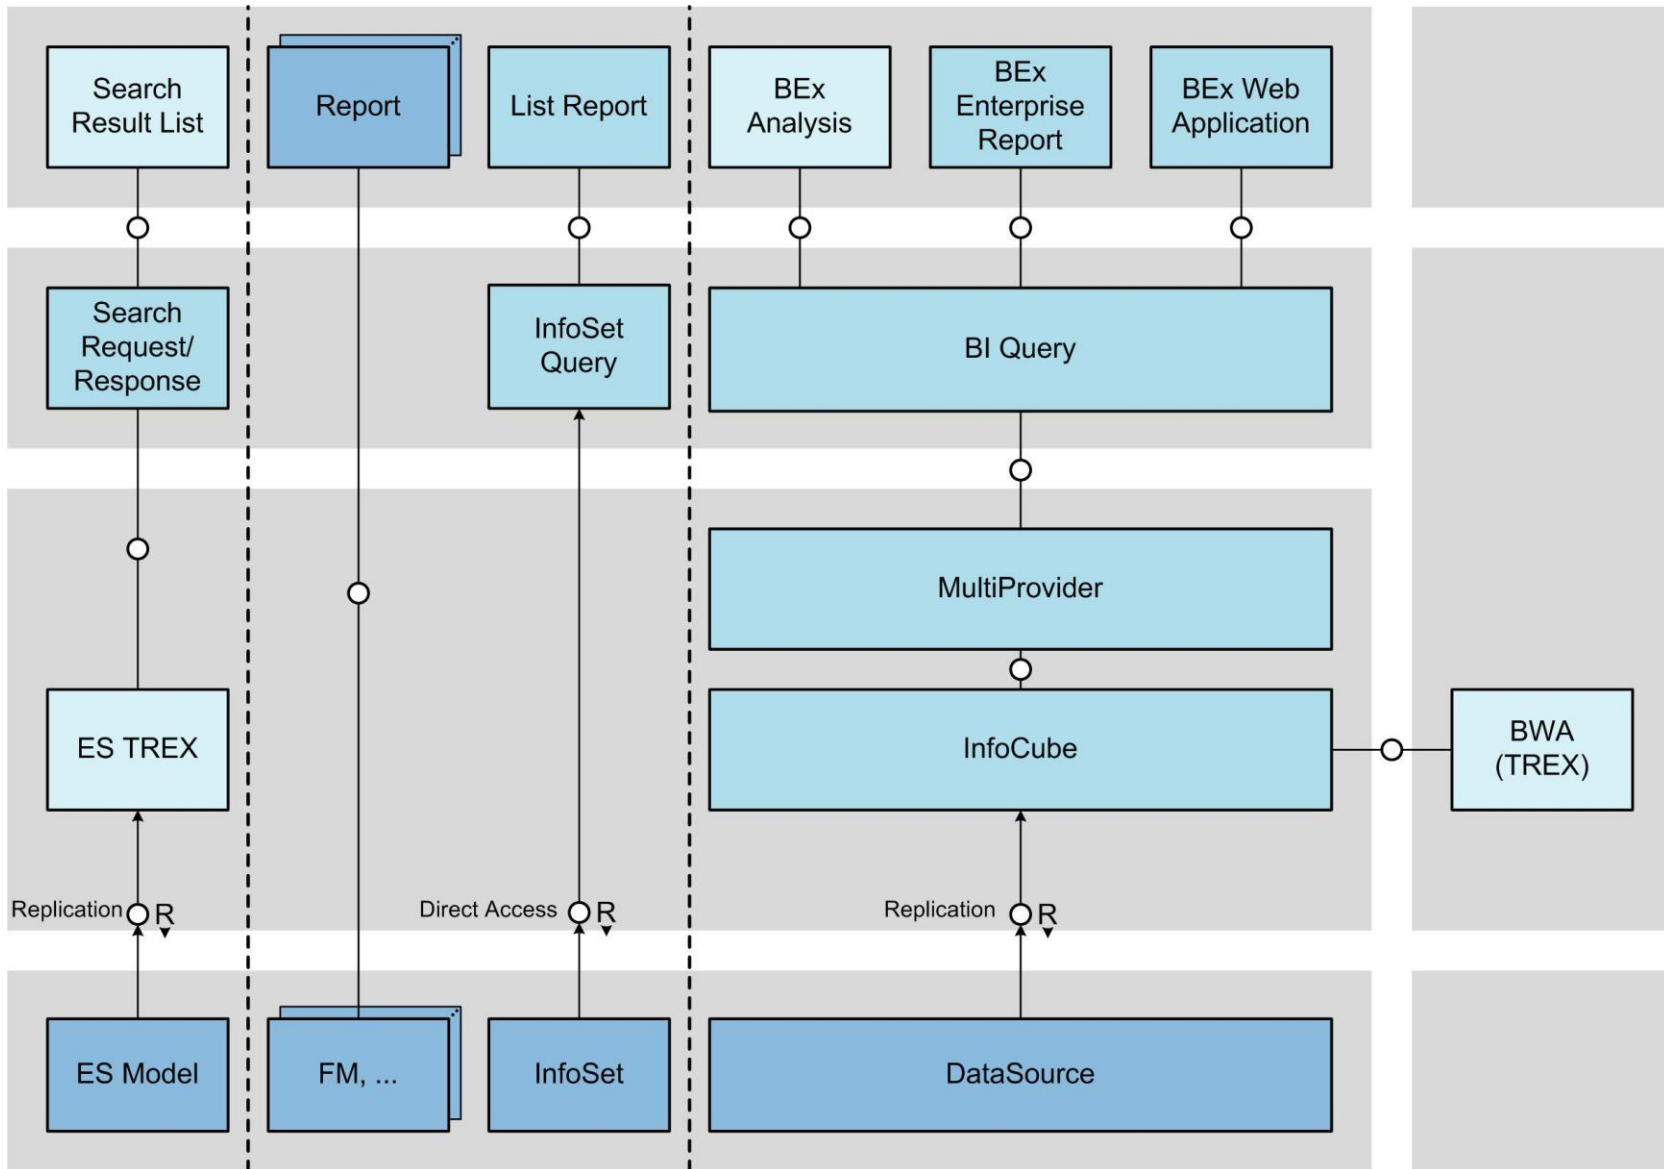 Search
Result List
Report
List Report
BEx
Analysis
BEx
Enterprise
Report
BEx Web
Application
Search
Request/
Response
InfoSet
Query
BI Query
MultiProvider
ES TREX
InfoCube
BWA
(TREX)
Replication R
Direct Access R
Replication R
ES Model
FM, ...
InfoSet
DataSource